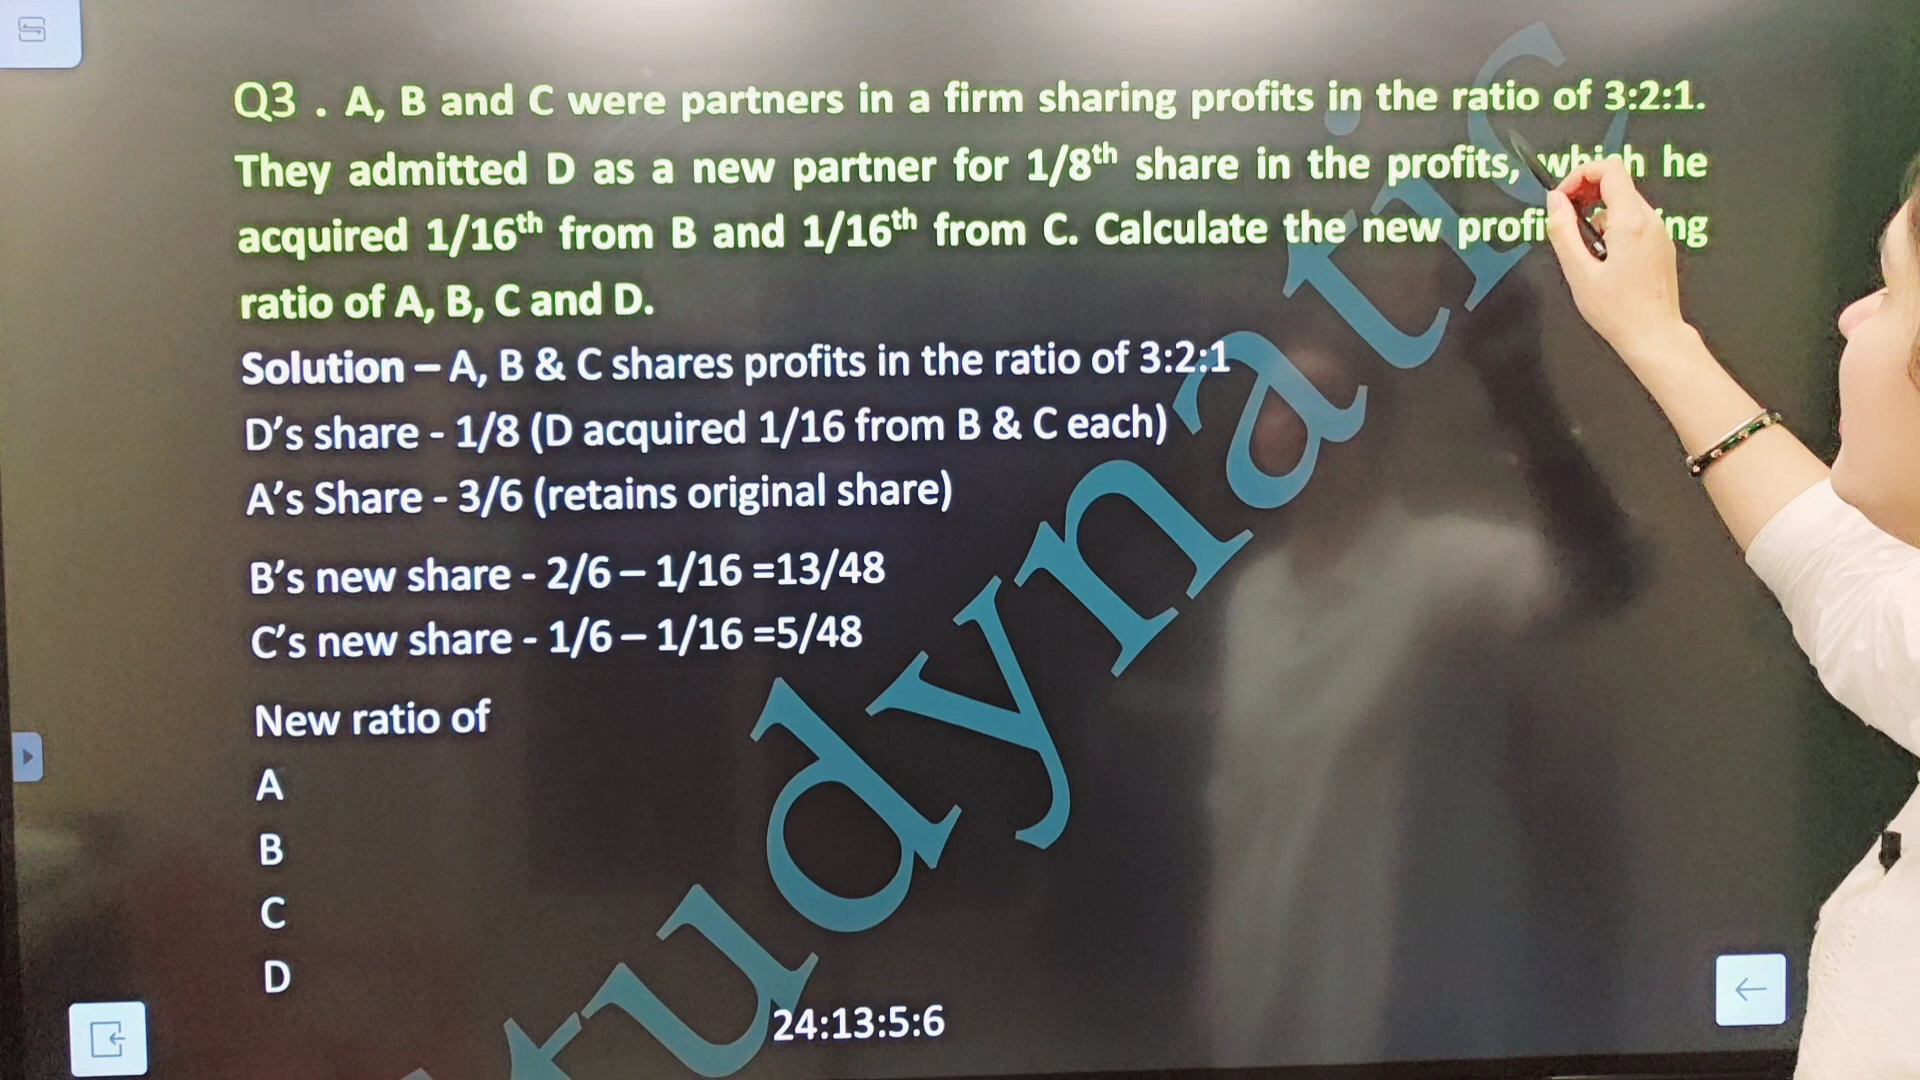 Q3 . A, B and C were partners in a firm sharing profits in the ratio of 3:2:1.
They admitted D as a new partner for 1/8th share in the profits, which he
acquired 1/16th from B and 1/16th from C. Calculate the new
ratio of A, B, C and D.
Solution – A, B & C shares profits in the ratio of 3:2:1
D’s share - 1/8 (D acquired 1/16 from B & C each)
A’s Share - 3/6 (retains original share)
B’s new share - 2/6 – 1/16 =13/48
C’s new share - 1/6 – 1/16 =5/48
New ratio of
A
B
C
D
24:13:5:6
tudynatic